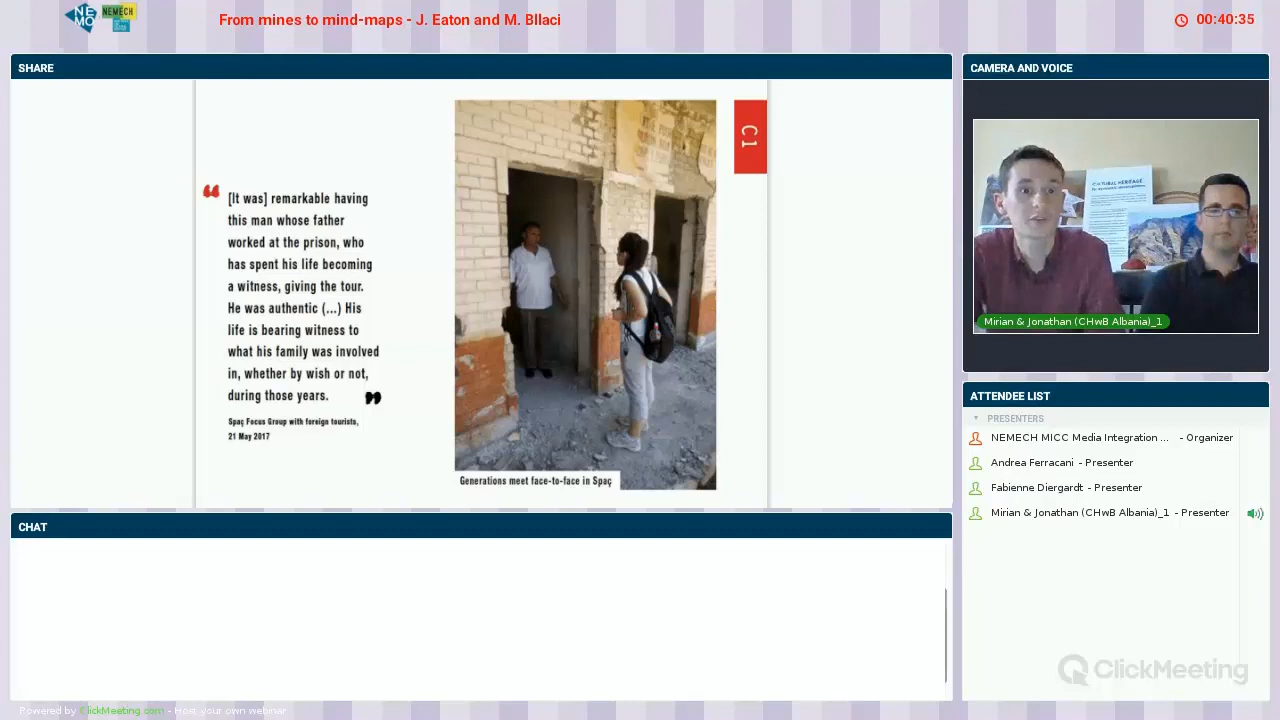 NE
MO
NEMECH
From mines to mind-maps - J. Eaton and M. Bllaci
00:40:35
SHARE
C1
[It was] remarkable having
this man whose father
worked at the prison, who
has spent his life becoming
a witness, giving the tour.
He was authentic (...) His
life is bearing witness to
what his family was involved
in, whether by wish or not,
during those years.
Spaç Focus Group with foreign tourists,
21 May 2017
Generations meet face-to-face in Spaç
CAMERA AND VOICE
CULTURAL HERITAGE
Mirian & Jonathan (CHwB Albania)_1
ATTENDEE LIST
PRESENTERS
NEMECH MICC Media Integration ... - Organizer
Andrea Ferracani - Presenter
Fabienne Diergardt - Presenter
Mirian & Jonathan (CHwB Albania)_1 - Presenter
CHAT
ClickMeeting
Powered by ClickMeeting.com - Host your own webinar